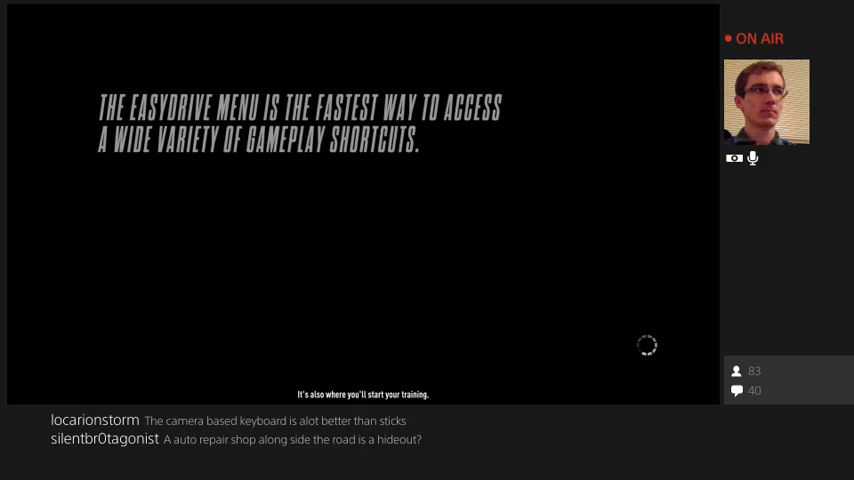 ON AIR
THE EASYDRIVE MENU IS THE FASTEST WAY TO ACCESS
A WIDE VARIETY OF GAMEPLAY SHORTCUTS.
83
40
It's also where you'll start your training.
locarionstorm The camera based keyboard is alot better than sticks
silentbr0tagonist A auto repair shop along side the road is a hideout?